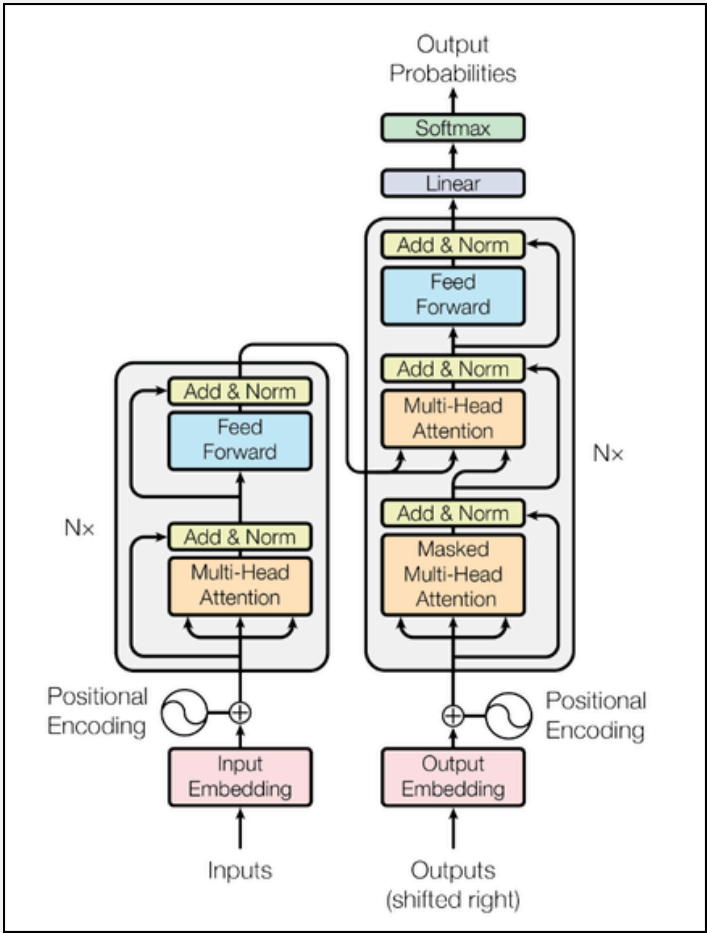 Output
Probabilities
Softmax
Linear
Add & Norm
Feed
Forward
Add & Norm
Multi-Head
Attention
Nx
Add & Norm
Masked
Multi-Head
Attention
Positional
Encoding
Output
Embedding
Outputs
(shifted right)
Add & Norm
Feed
Forward
Nx
Add & Norm
Multi-Head
Attention
Positional
Encoding
Input
Embedding
Inputs